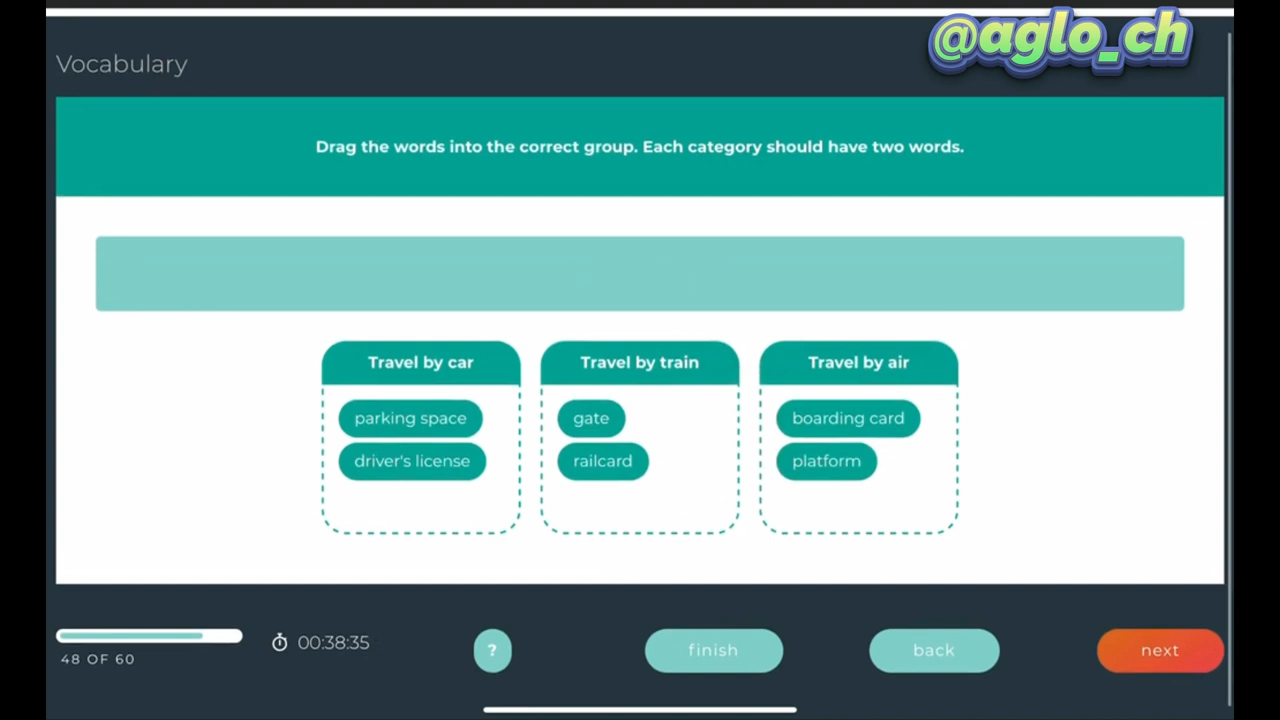 @aglo_ch
Vocabulary
Drag the words into the correct group. Each category should have two words.
Travel by car
Travel by train
Travel by air
parking space
gate
boarding card
driver's license
railcard
platform
48 OF 60
00:38:35
?
finish
back
next